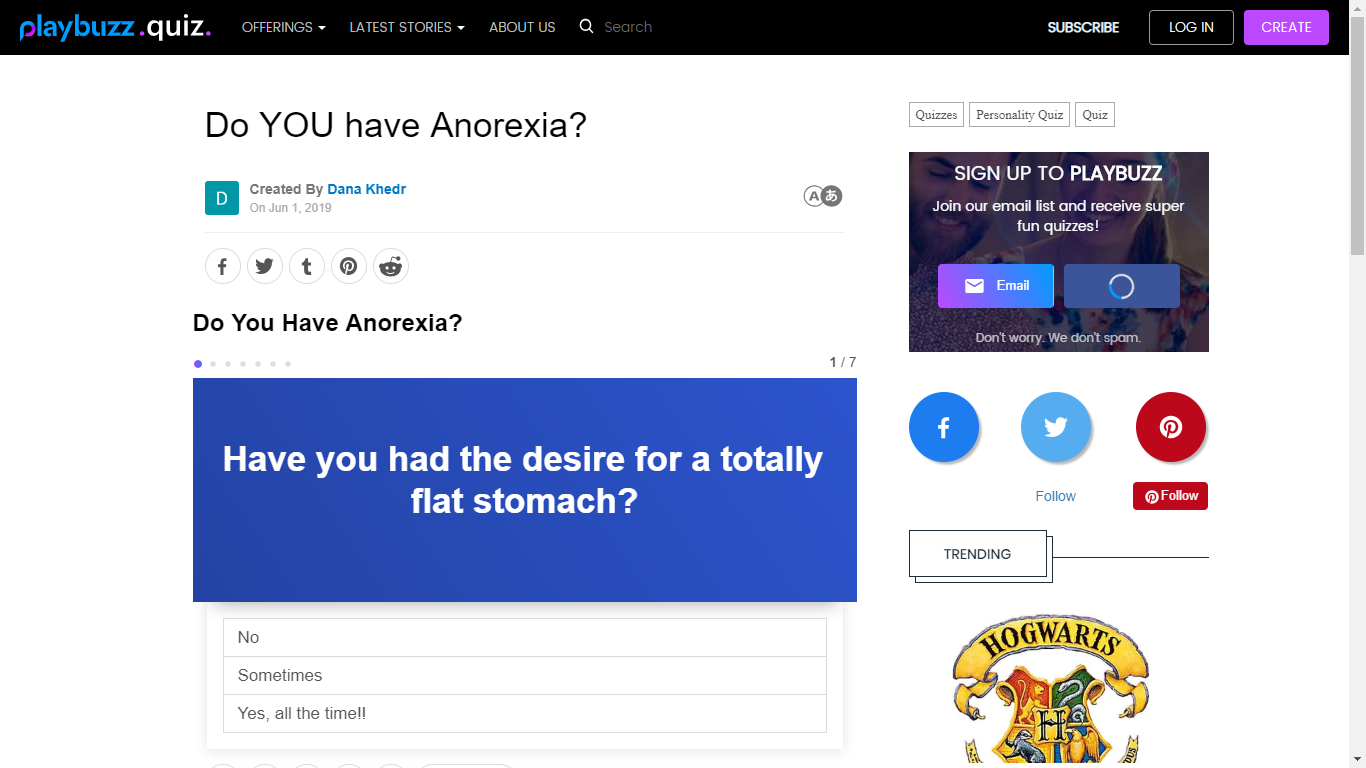 playbuzz.quiz.
OFFERINGS
LATEST STORIES
ABOUT US
Search
SUBSCRIBE
LOG IN
CREATE
Do YOU have Anorexia?
D
Created By Dana Khedr
On Jun 1, 2019
A あ
Do You Have Anorexia?
1 / 7
Have you had the desire for a totally
flat stomach?
No
Sometimes
Yes, all the time!!
Quizzes
Personality Quiz
Quiz
SIGN UP TO PLAYBUZZ
Join our email list and receive super
fun quizzes!
Email
Don't worry. We don't spam.
Follow
Follow
TRENDING
HOGWARTS
H